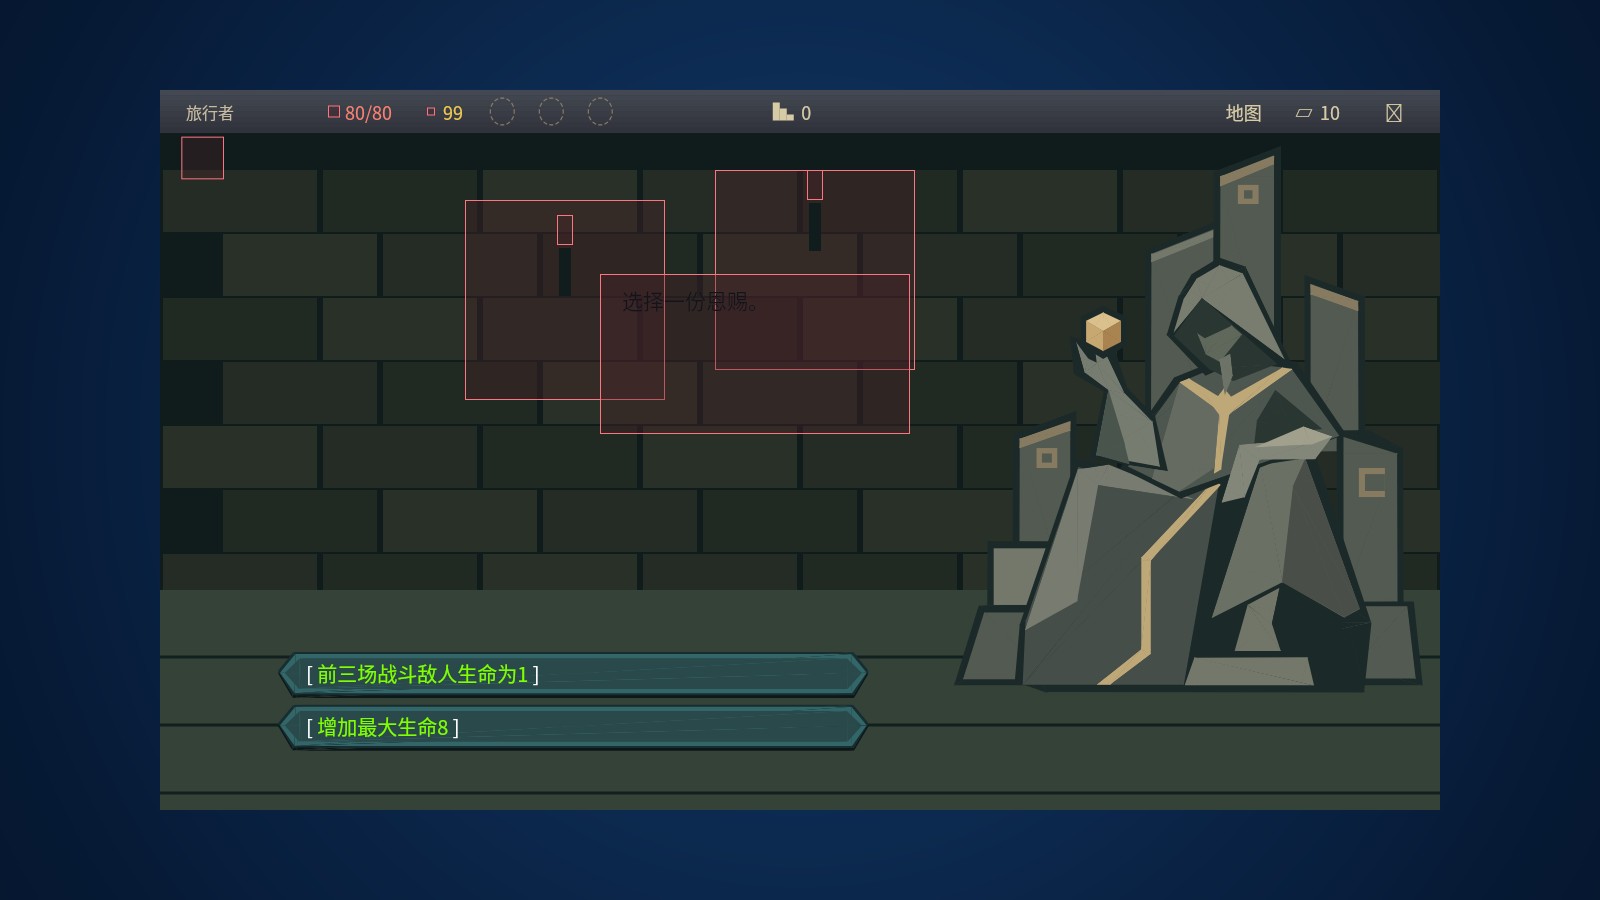 旅行者 80/80 99 0 地图 10
选择一份恩赐。
[ 前三场战斗敌人生命为1 ]
[ 增加最大生命8 ]